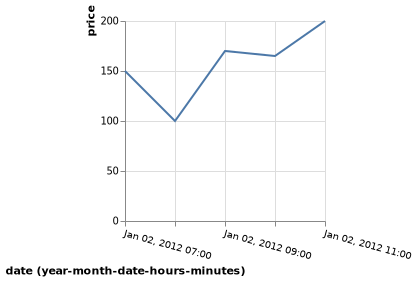 price
200
150
100
50
0
Jan 02, 2012 07:00
Jan 02, 2012 09:00
Jan 02, 2012 11:00
date (year-month-date-hours-minutes)